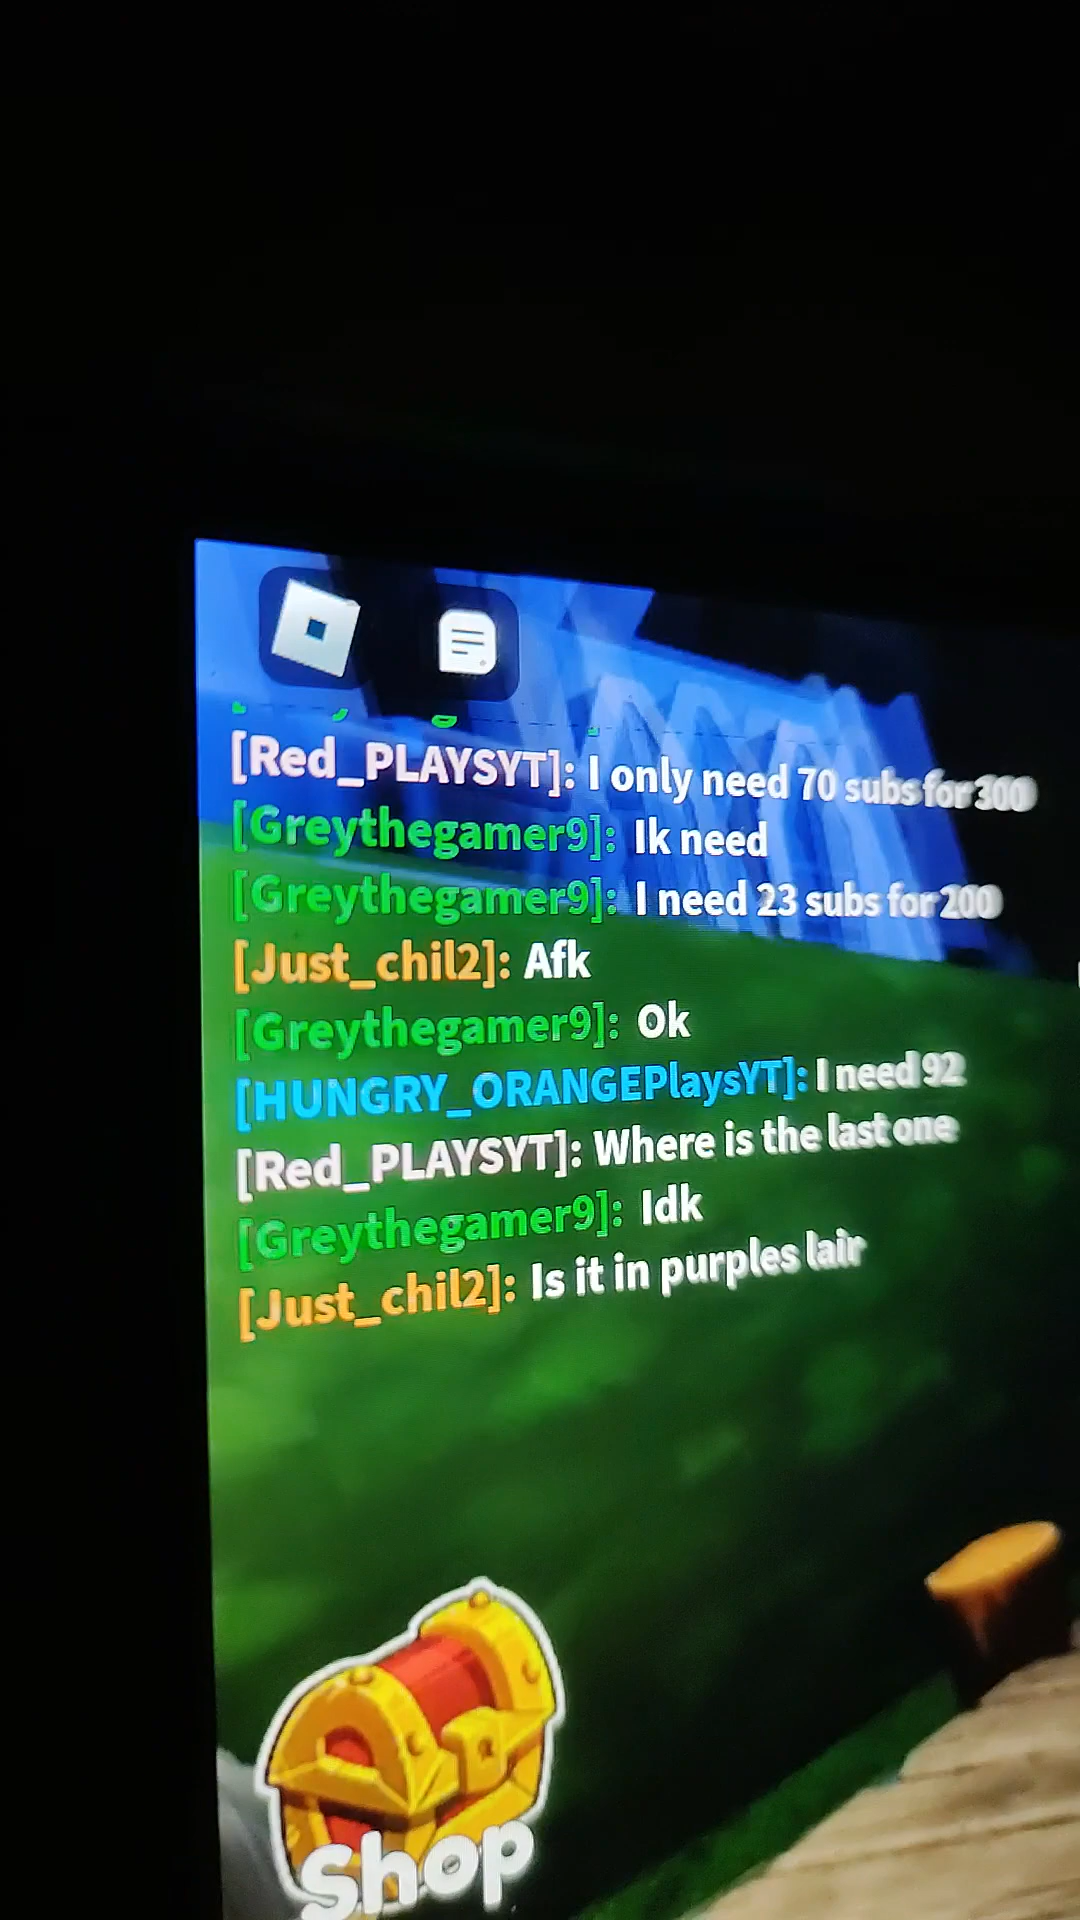 [Red_PLAYSYT]: I only need 70 subs for 300
[Greythegamer9]: Ik need
[Greythegamer9]: I need 23 subs for 200
[Just_chil2]: Afk
[Greythegamer9]: Ok
[HUNGRY_ORANGEPlaysYT]: I need 92
[Red_PLAYSYT]: Where is the last one
[Greythegamer9]: Idk
[Just_chil2]: Is it in purples lair
Shop